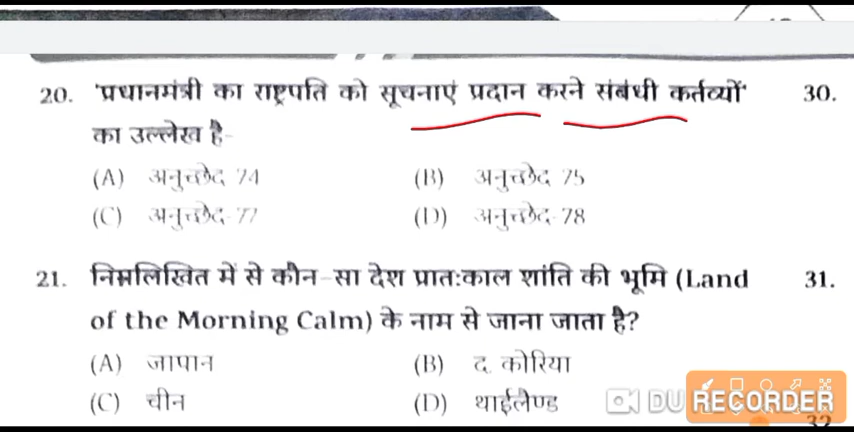 20. 'प्रधानमंत्री का राष्ट्रपति को सूचनाएं प्रदान करने संबंधी कर्तव्यों' 30.
का उल्लेख है-
(A) अनुच्छेद 74 (B) अनुच्छेद 75
(C) अनुच्छेद-77 (D) अनुच्छेद-78
21. निम्नलिखित में से कौन-सा देश प्रातःकाल शांति की भूमि (Land 31.
of the Morning Calm) के नाम से जाना जाता है?
(A) जापान (B) द. कोरिया
(C) चीन (D) थाईलैण्ड DU RECORDER
32